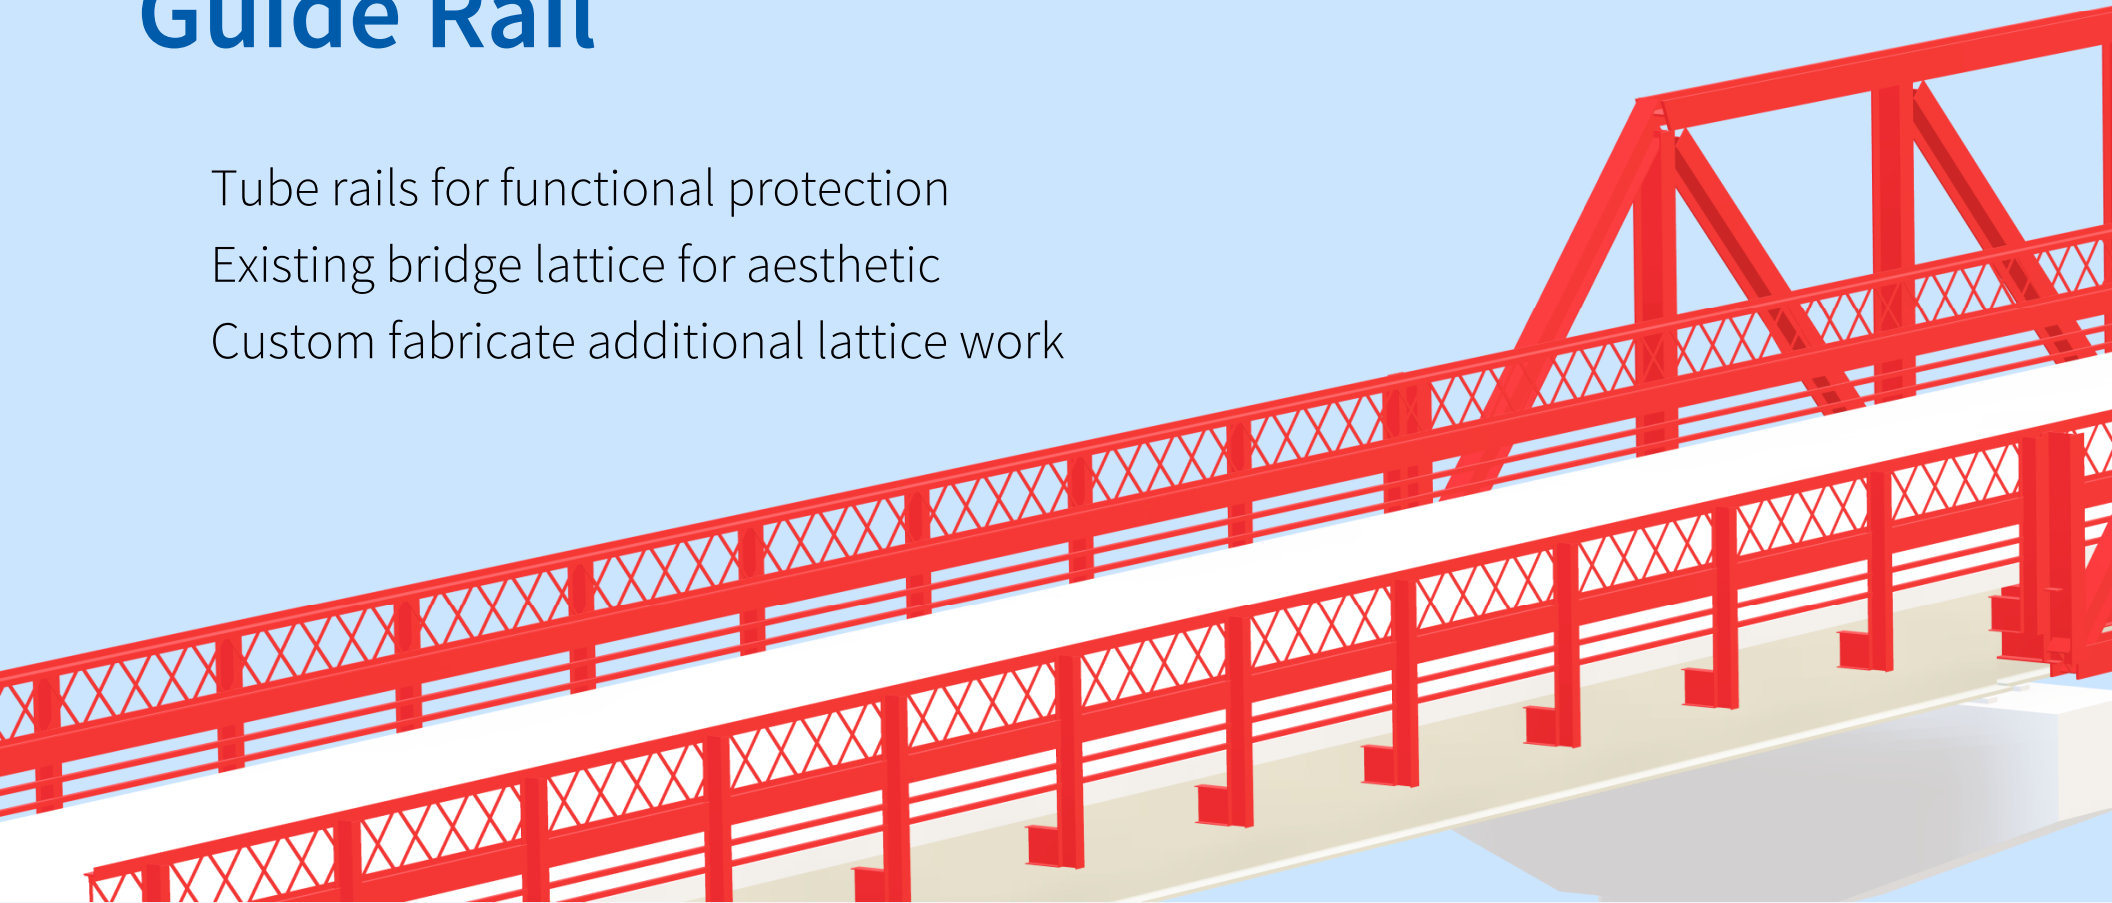 Guide Rail
Tube rails for functional protection
Existing bridge lattice for aesthetic
Custom fabricate additional lattice work